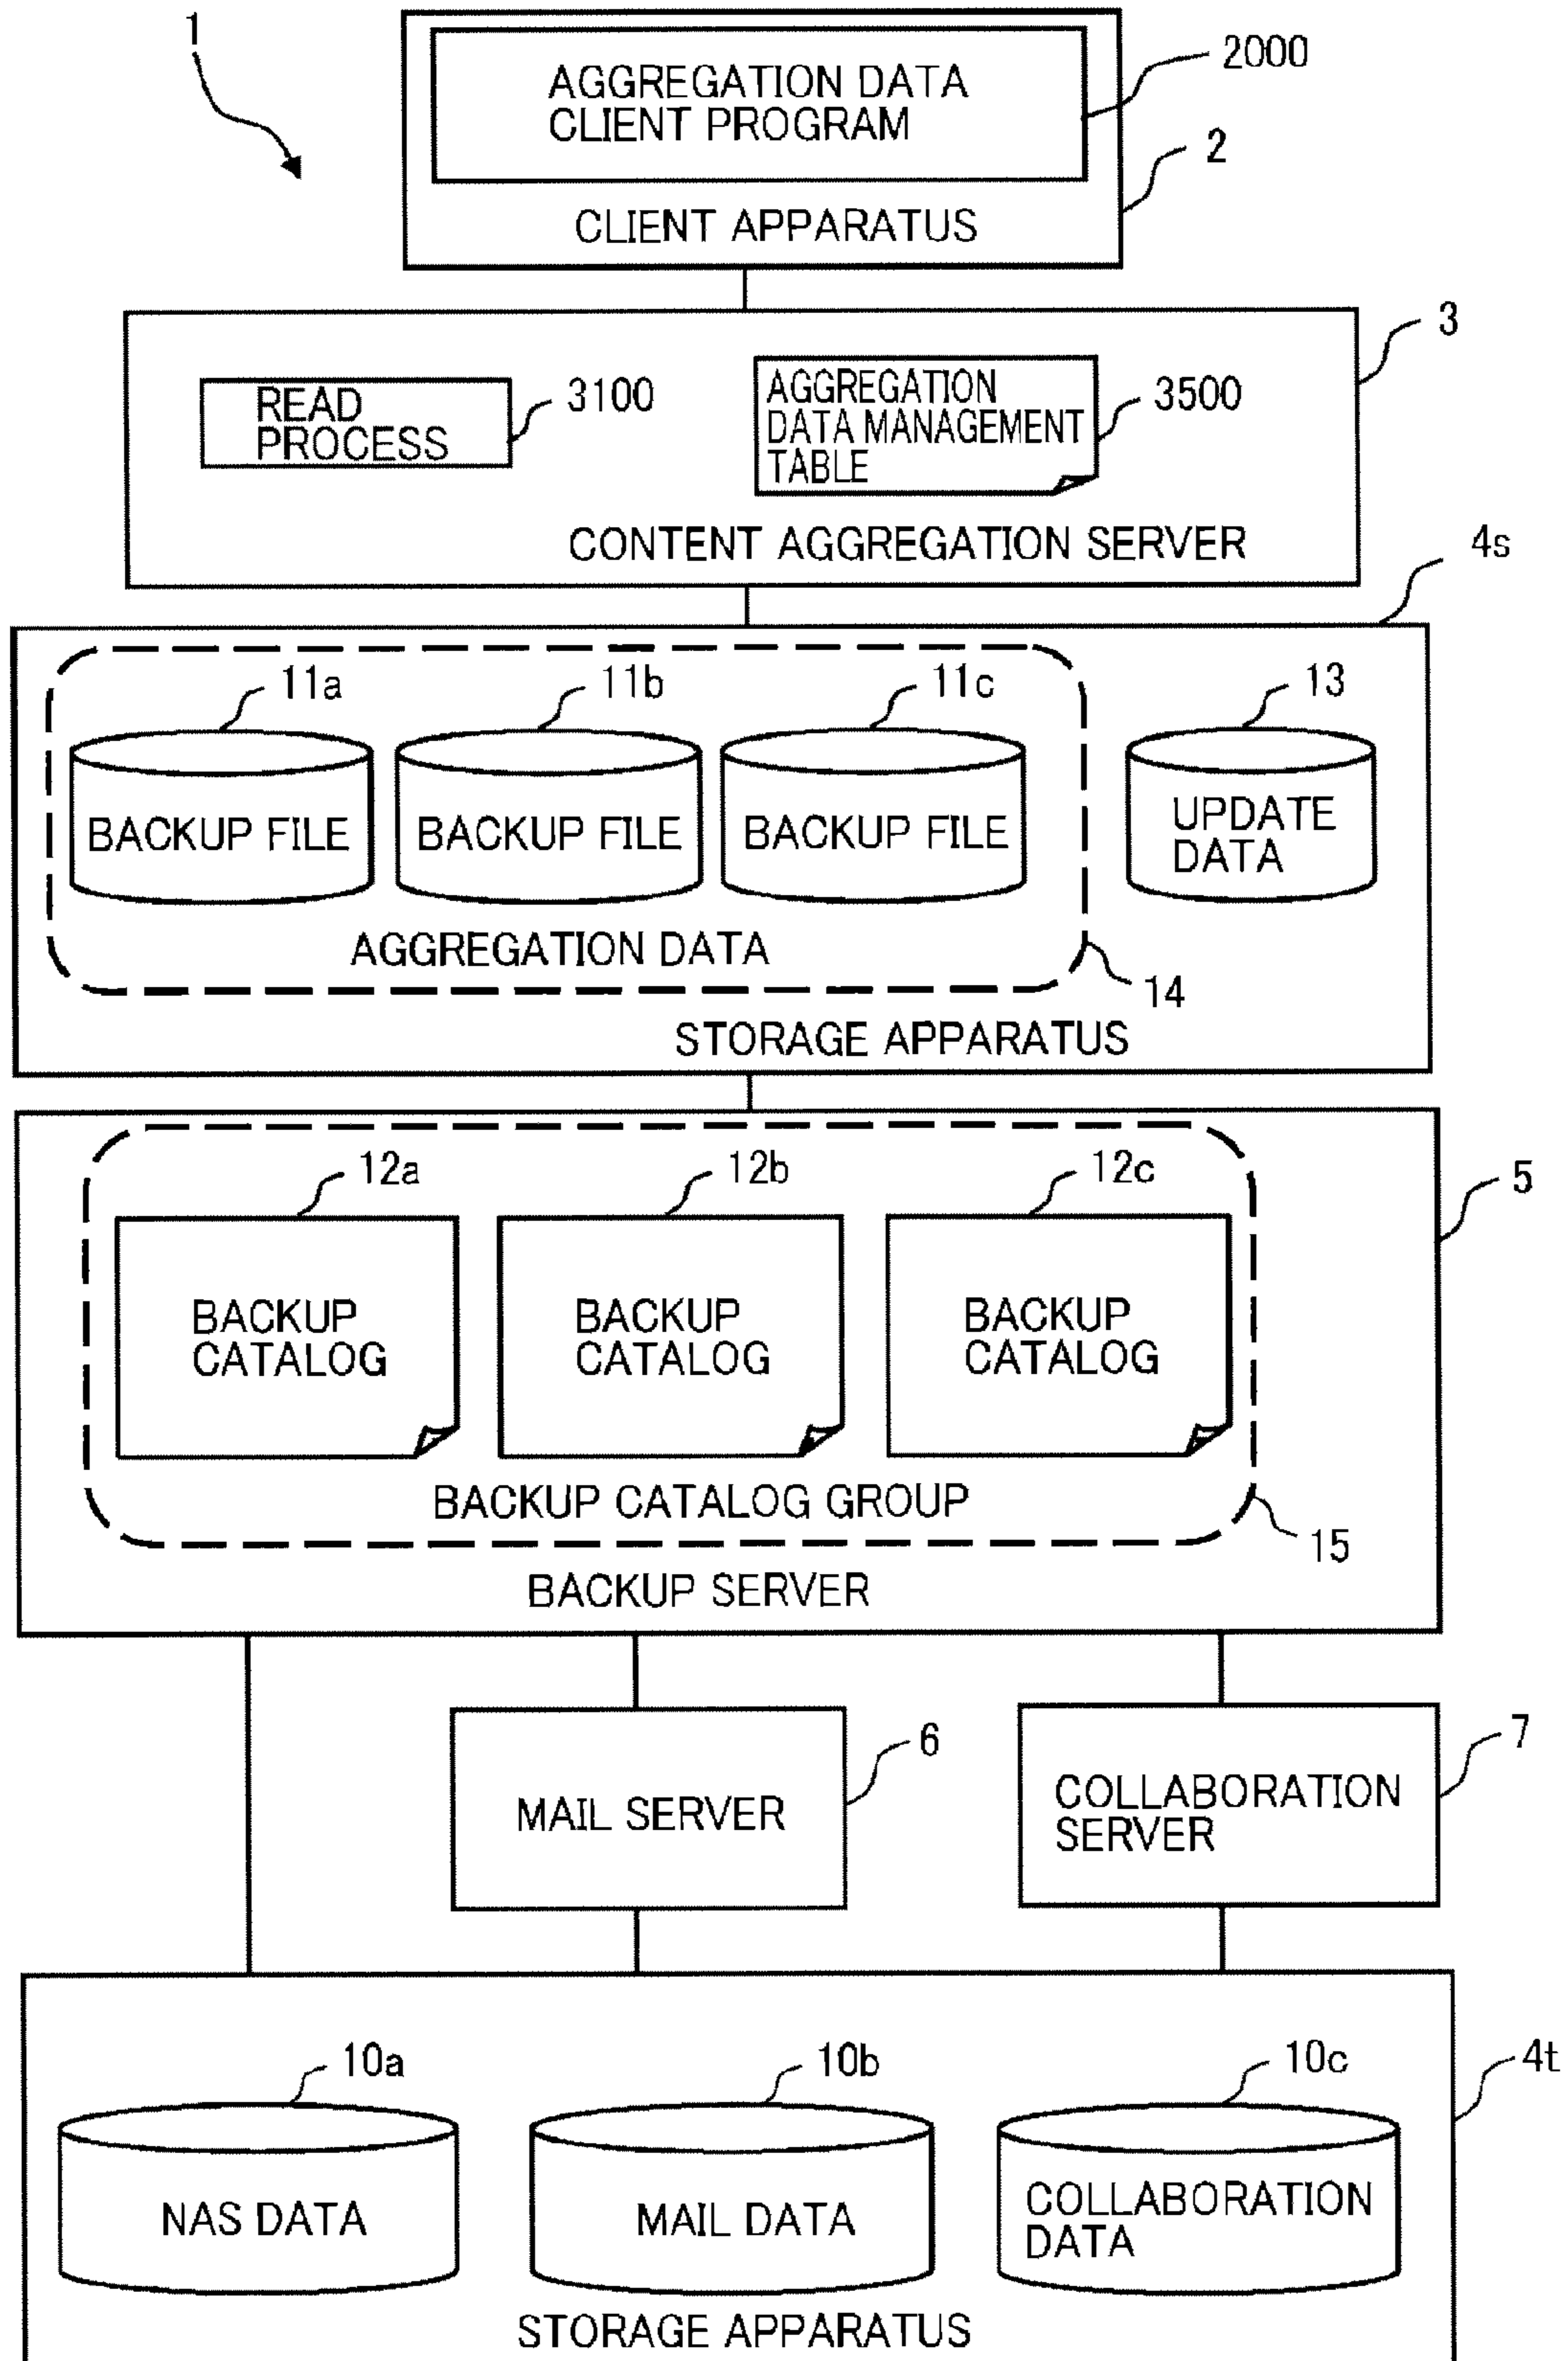 1
AGGREGATION DATA
CLIENT PROGRAM
2000
2
CLIENT APPARATUS
3
READ
PROCESS
3100
AGGREGATION
DATA MANAGEMENT
TABLE
3500
CONTENT AGGREGATION SERVER
4s
11a
11b
11c
13
BACKUP FILE
BACKUP FILE
BACKUP FILE
UPDATE
DATA
AGGREGATION DATA
14
STORAGE APPARATUS
12a
12b
12c
5
BACKUP
CATALOG
BACKUP
CATALOG
BACKUP
CATALOG
BACKUP CATALOG GROUP
15
BACKUP SERVER
6
7
MAIL SERVER
COLLABORATION
SERVER
10a
10b
10c
4t
NAS DATA
MAIL DATA
COLLABORATION
DATA
STORAGE APPARATUS